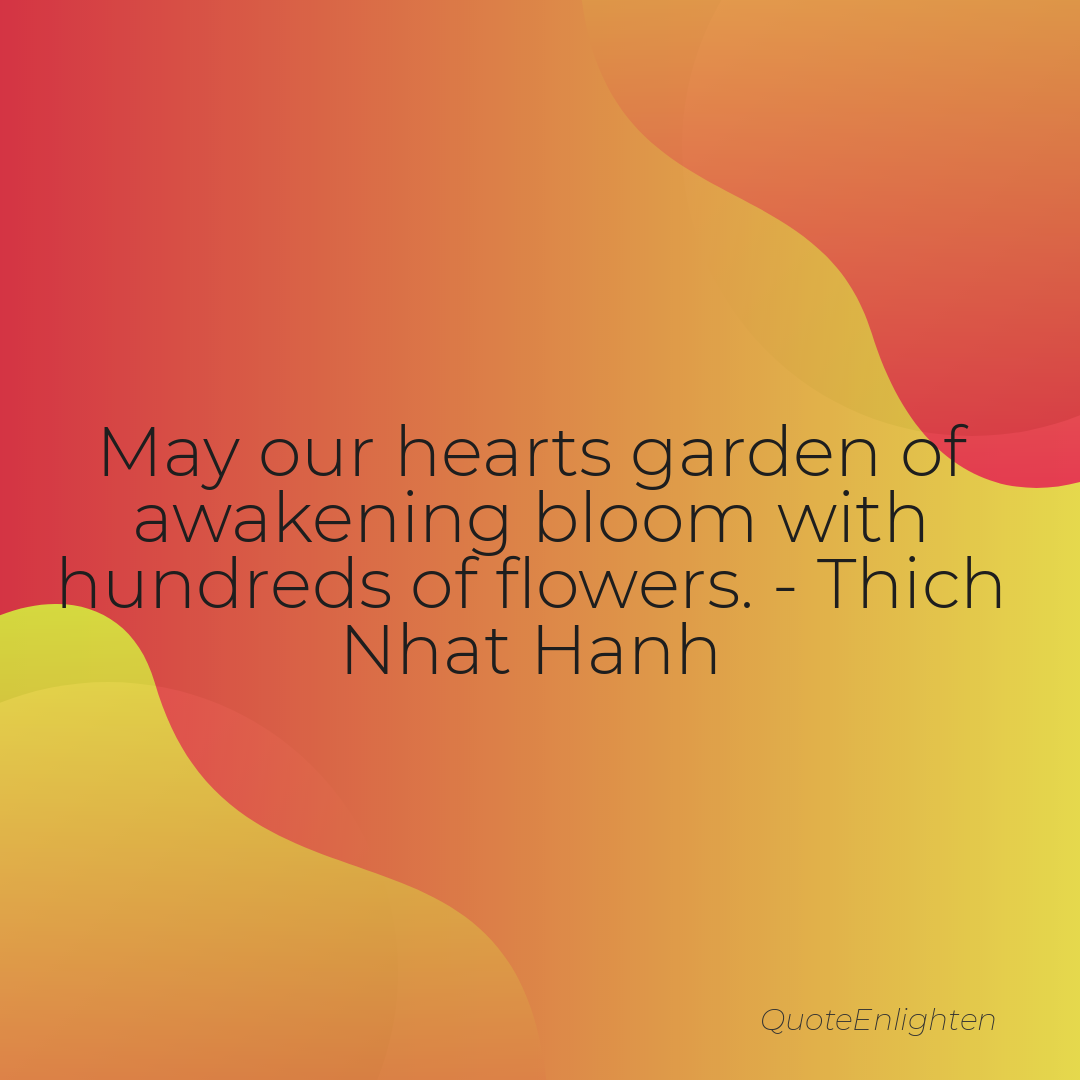 May our hearts garden of
awakening bloom with
hundreds of flowers. - Thich
Nhat Hanh
QuoteEnlighten